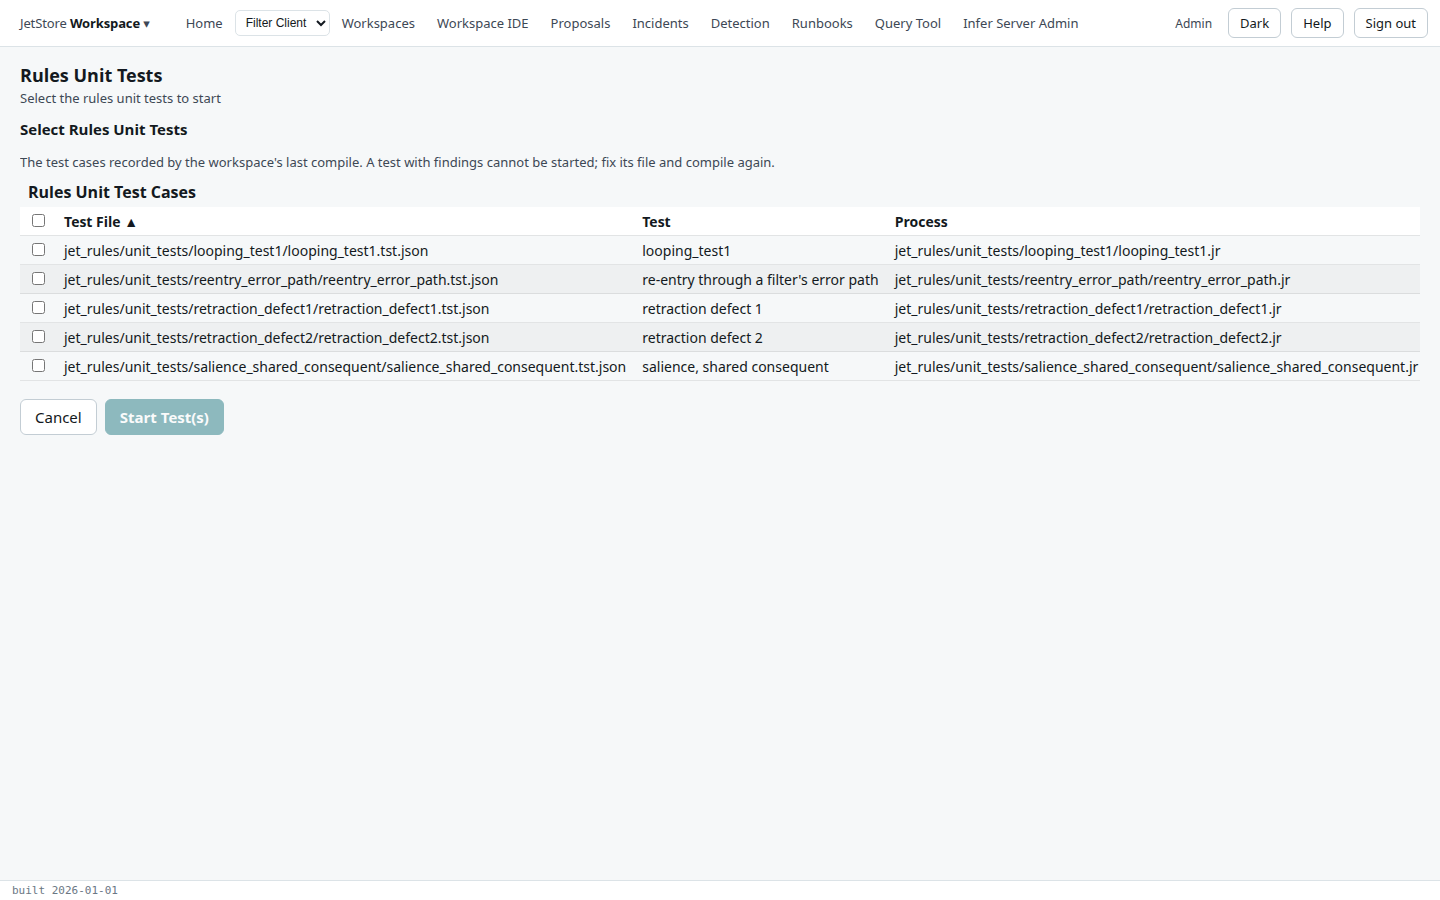 JetStore Workspace ▾ Home Filter Client Workspaces Workspace IDE Proposals Incidents Detection Runbooks Query Tool Infer Server Admin Admin Dark Help Sign out
Rules Unit Tests
Select the rules unit tests to start
Select Rules Unit Tests
The test cases recorded by the workspace's last compile. A test with findings cannot be started; fix its file and compile again.
Rules Unit Test Cases
Test File ▲ Test Process
jet_rules/unit_tests/looping_test1/looping_test1.tst.json looping_test1 jet_rules/unit_tests/looping_test1/looping_test1.jr
jet_rules/unit_tests/reentry_error_path/reentry_error_path.tst.json re-entry through a filter's error path jet_rules/unit_tests/reentry_error_path/reentry_error_path.jr
jet_rules/unit_tests/retraction_defect1/retraction_defect1.tst.json retraction defect 1 jet_rules/unit_tests/retraction_defect1/retraction_defect1.jr
jet_rules/unit_tests/retraction_defect2/retraction_defect2.tst.json retraction defect 2 jet_rules/unit_tests/retraction_defect2/retraction_defect2.jr
jet_rules/unit_tests/salience_shared_consequent/salience_shared_consequent.tst.json salience, shared consequent jet_rules/unit_tests/salience_shared_consequent/salience_shared_consequent.jr
Cancel Start Test(s)
built 2026-01-01